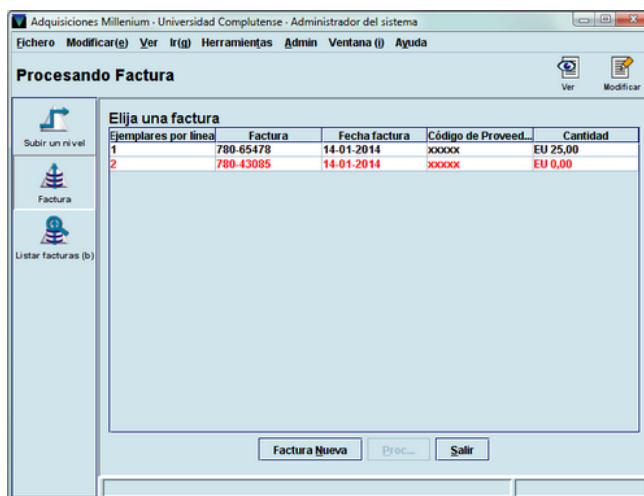 Adquisiciones Millenium · Universidad Complutense · Administrador del sistema
Fichero Modificar(e) Ver Ir(g) Herramientas Admin Ventana (i) Ayuda
Procesando Factura
Ver Modificar
Subir un nivel
Factura
Listar facturas (b)
Elija una factura
Ejemplares por línea Factura Fecha factura Código de Proveed... Cantidad
1 780-65478 14-01-2014 xxxxx EU 25,00
2 780-43085 14-01-2014 xxxxx EU 0,00
Factura Nueva Proc... Salir